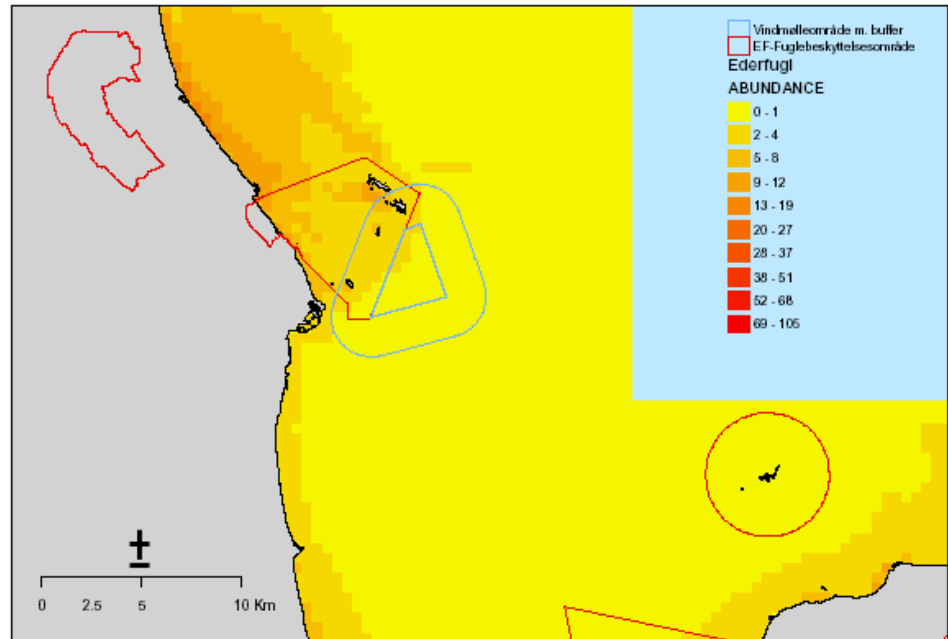 Vindmølleområde m. buffer
EF-Fuglebeskyttelsesområde
Ederfugl
ABUNDANCE
0 - 1
2 - 4
5 - 8
9 - 12
13 - 19
20 - 27
28 - 37
38 - 51
52 - 68
69 - 105
0 2.5 5 10 Km